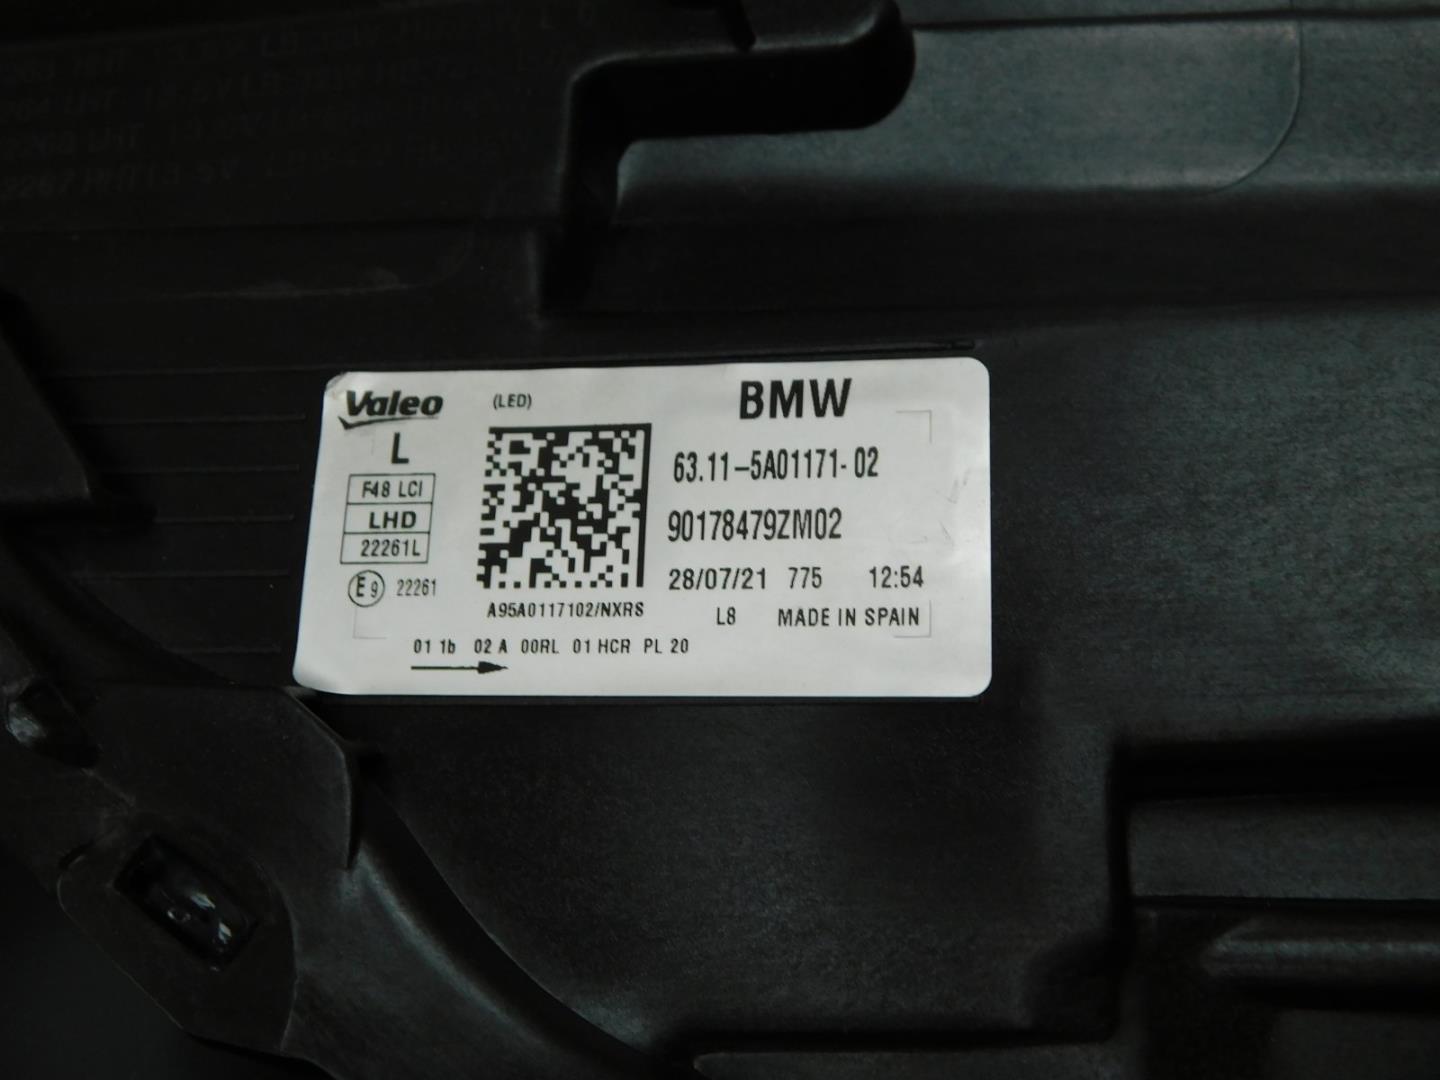 Valeo (LED) BMW
L
63.11-5A01171-02
F48 LCI
LHD
90178479ZM02
22261L
28/07/21 775 12:54
E9 22261
A95A0117102/NXRS
L8 MADE IN SPAIN
01 1b 02 A 00RL 01 HCR PL 20